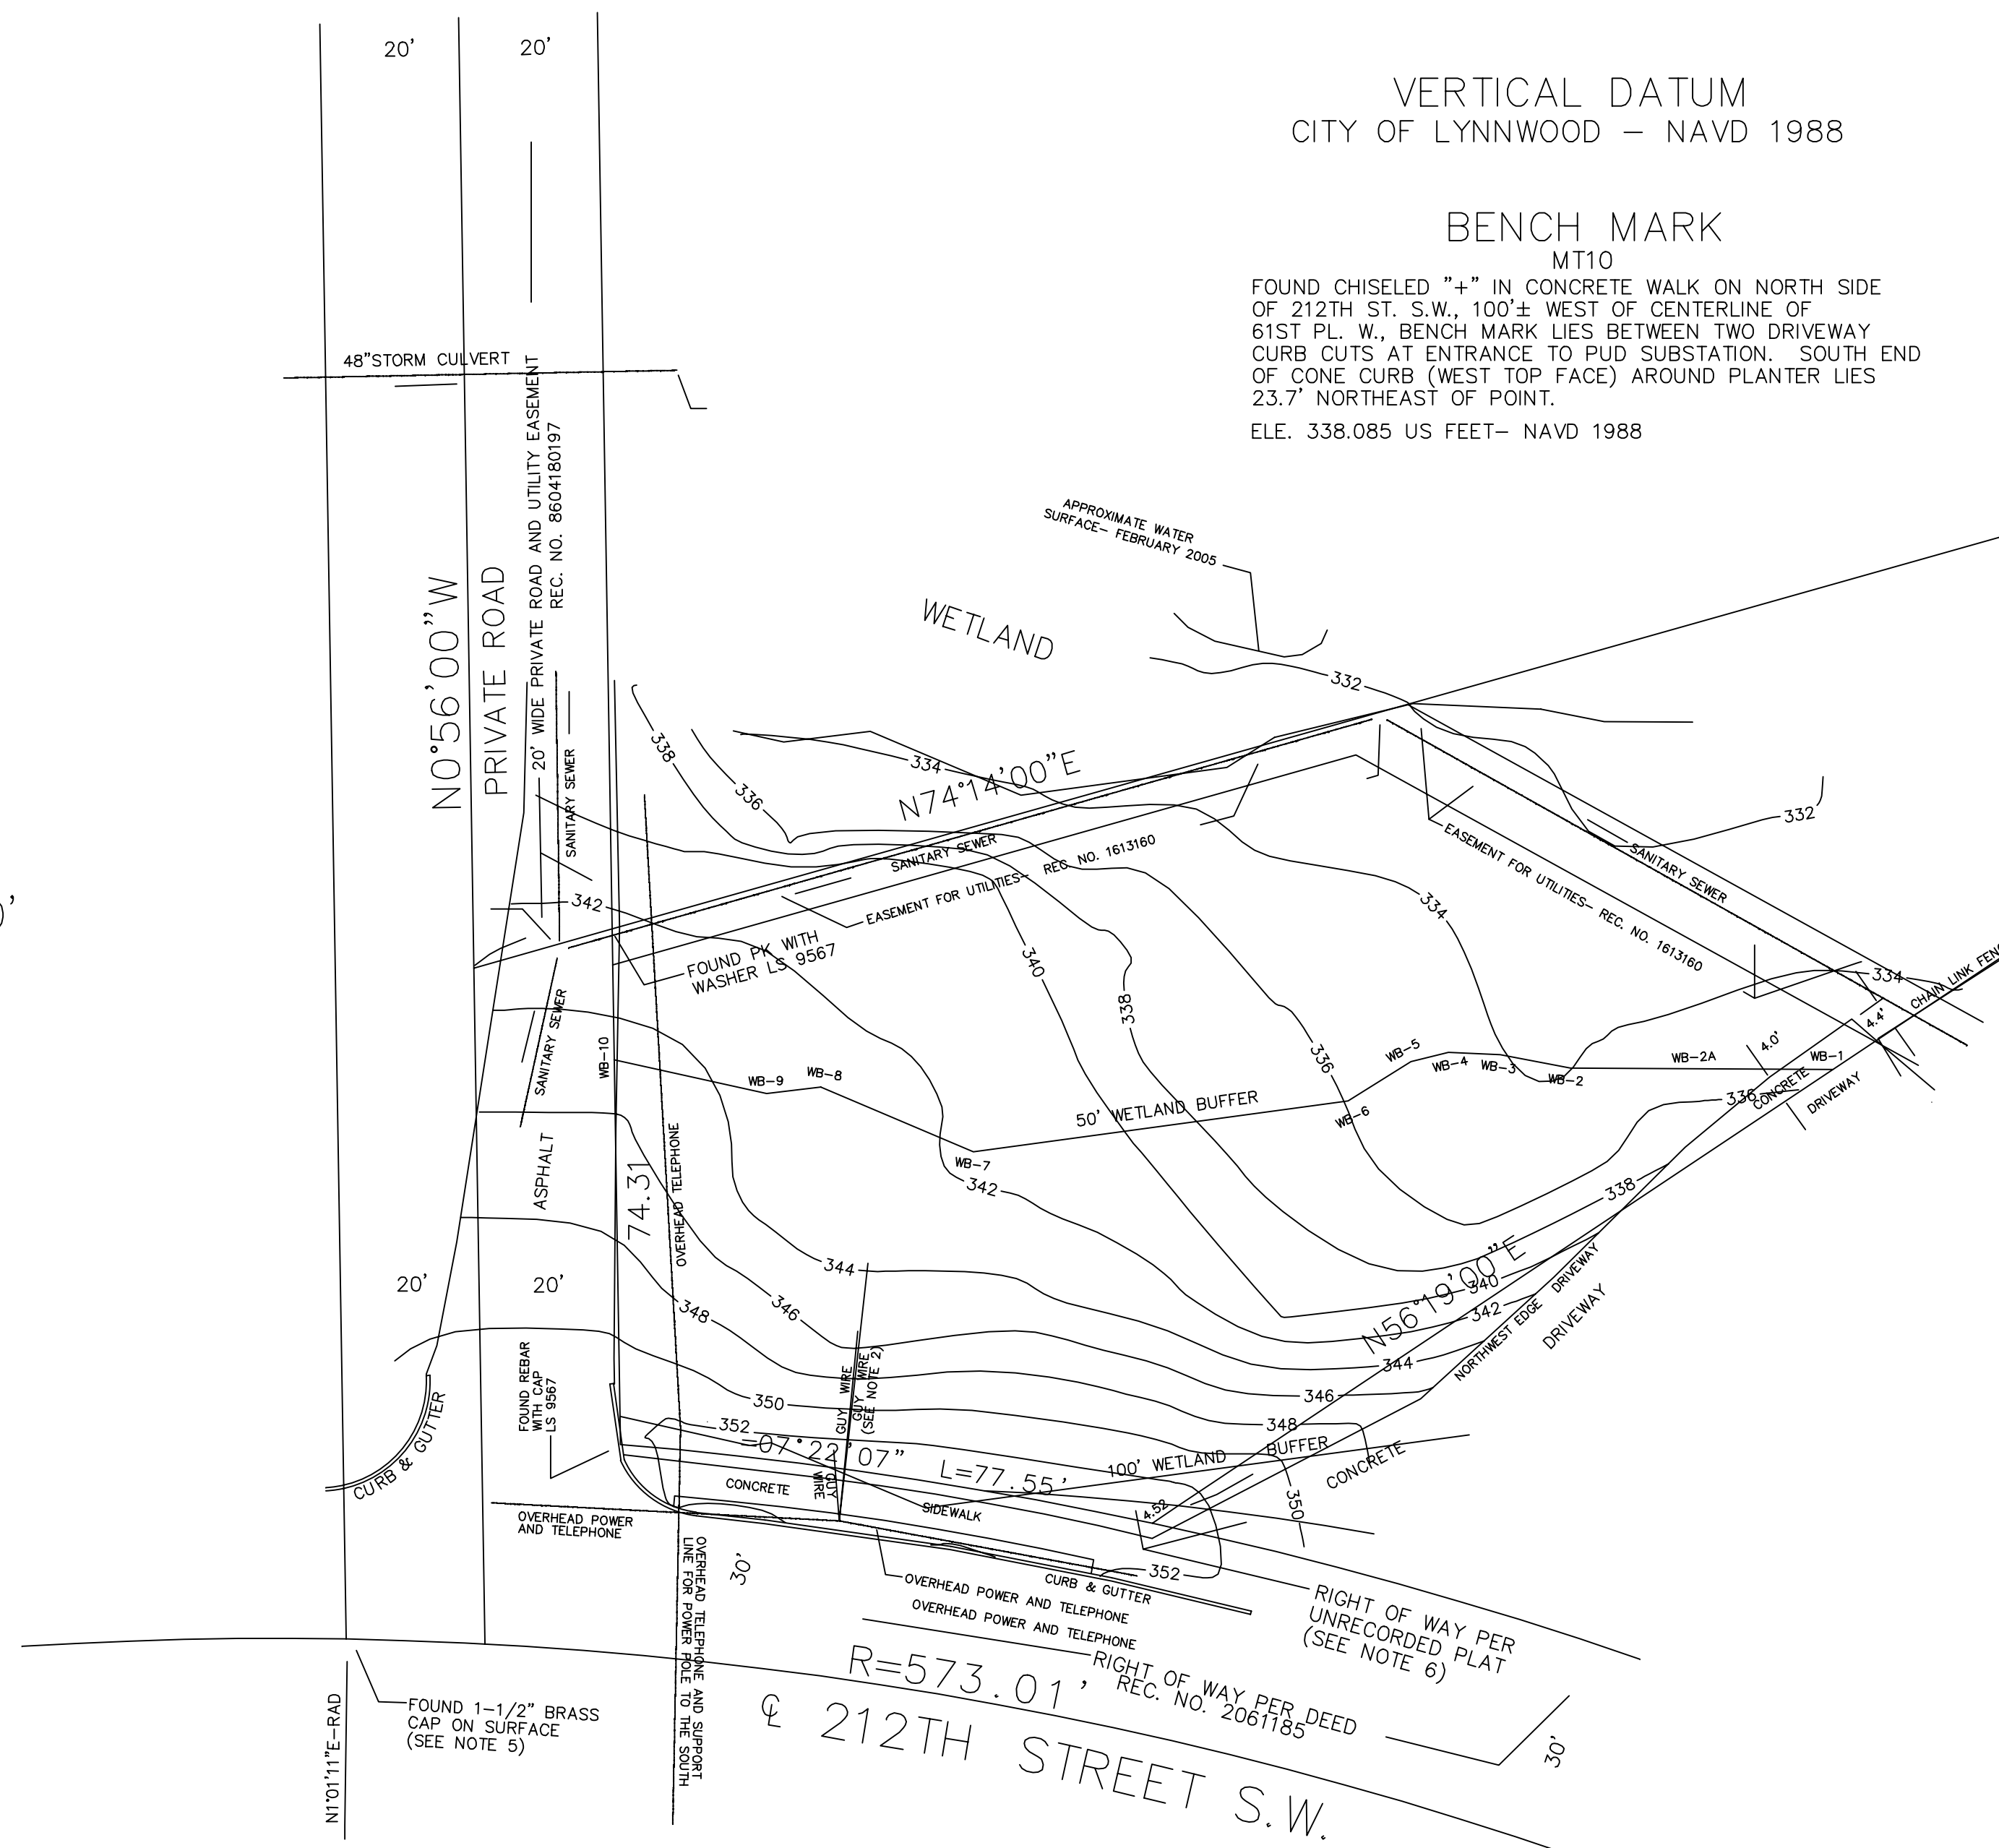 20'
20'
VERTICAL DATUM
CITY OF LYNNWOOD – NAVD 1988
BENCH MARK
MT10
FOUND CHISELED "+" IN CONCRETE WALK ON NORTH SIDE
OF 212TH ST. S.W., 100'± WEST OF CENTERLINE OF
61ST PL. W., BENCH MARK LIES BETWEEN TWO DRIVEWAY
CURB CUTS AT ENTRANCE TO PUD SUBSTATION. SOUTH END
OF CONE CURB (WEST TOP FACE) AROUND PLANTER LIES
23.7' NORTHEAST OF POINT.
ELE. 338.085 US FEET– NAVD 1988
48"STORM CULVERT
20' WIDE PRIVATE ROAD AND UTILITY EASEMENT
REC. NO. 8604180197
N0°56'00"W
PRIVATE ROAD
SANITARY SEWER
APPROXIMATE WATER
SURFACE– FEBRUARY 2005
WETLAND
332
338
336
334
N74°14'00"E
SANITARY SEWER
EASEMENT FOR UTILITIES– REC. NO. 1613160
332
SANITARY SEWER
EASEMENT FOR UTILITIES– REC. NO. 1613160
342
334
FOUND PK WITH
WASHER LS 9567
340
338
336
334
CHAIN LINK
4.4'
4.0'
SANITARY SEWER
WB-10
WB-9
WB-8
WB-5
WB-4
WB-3
WB-2
WB-2A
WB-1
CONCRETE
DRIVEWAY
336
50' WETLAND BUFFER
WB-6
WB-7
342
ASPHALT
74.31
OVERHEAD TELEPHONE
338
20'
20'
344
346
348
340
342
344
346
348
N56°19'00"E
NORTHWEST EDGE DRIVEWAY
DRIVEWAY
FOUND REBAR
WITH CAP
LS 9567
GUY WIRE
GUY WIRE
(SEE NOTE 2)
350
352
=07°22'07" L=77.55'
100' WETLAND BUFFER
CONCRETE
CURB & GUTTER
CONCRETE
SIDEWALK
GUY
WIRE
4.52
350
OVERHEAD POWER
AND TELEPHONE
352
30'
OVERHEAD TELEPHONE AND SUPPORT
LINE FOR POWER POLE TO THE SOUTH
CURB & GUTTER
OVERHEAD POWER AND TELEPHONE
OVERHEAD POWER AND TELEPHONE
RIGHT OF WAY PER
UNRECORDED PLAT
(SEE NOTE 6)
R=573.01'
RIGHT OF WAY PER DEED
REC. NO. 2061185
30'
FOUND 1-1/2" BRASS
CAP ON SURFACE
(SEE NOTE 5)
N1°01'11"E-RAD
℄ 212TH STREET S.W.